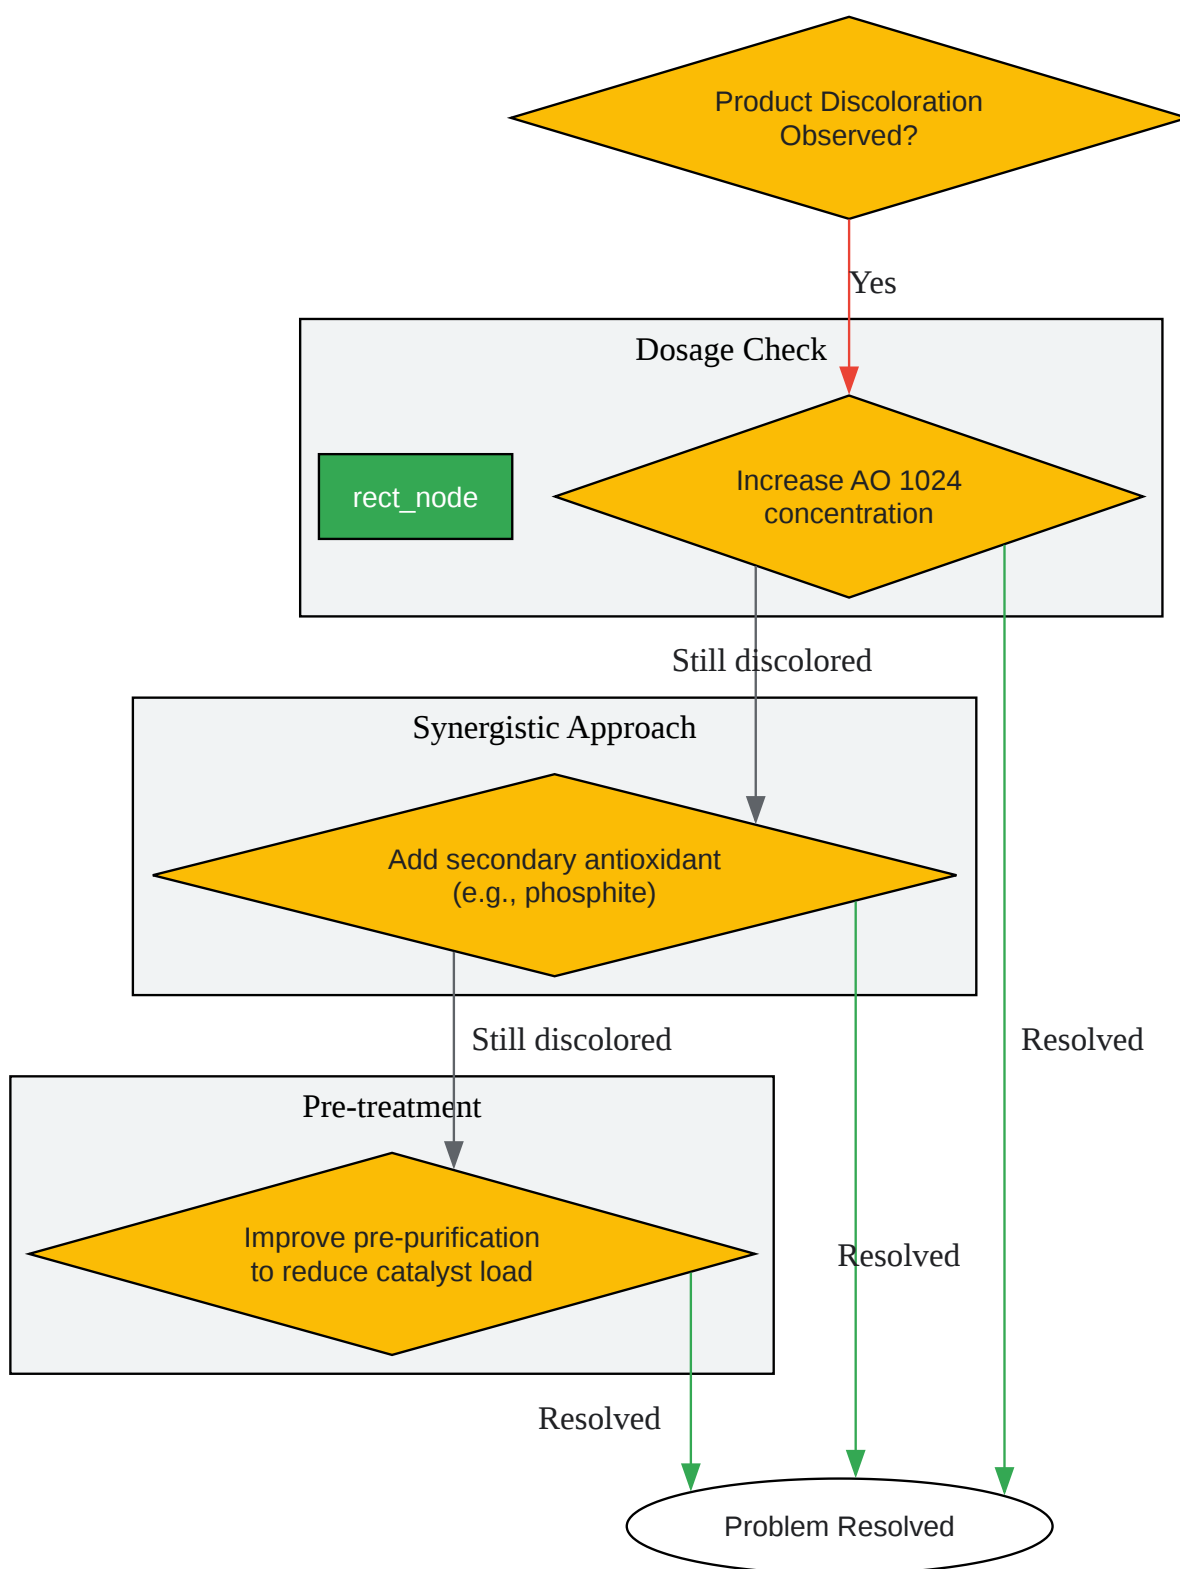 Product Discoloration
Observed?
Yes
Dosage Check
rect_node
Increase AO 1024
concentration
Still discolored
Synergistic Approach
Add secondary antioxidant
(e.g., phosphite)
Still discolored
Resolved
Pre-treatment
Improve pre-purification
to reduce catalyst load
Resolved
Resolved
Problem Resolved